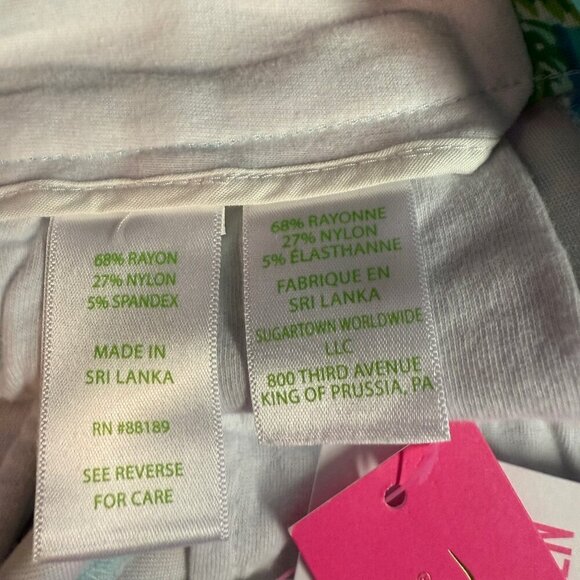 68% RAYON
27% NYLON
5% SPANDEX
MADE IN
SRI LANKA
RN #88189
SEE REVERSE
FOR CARE
68% RAYONNE
27% NYLON
5% ÉLASTHANNE
FABRIQUE EN
SRI LANKA
SUGARTOWN WORLDWIDE
LLC
800 THIRD AVENUE
KING OF PRUSSIA, PA
®